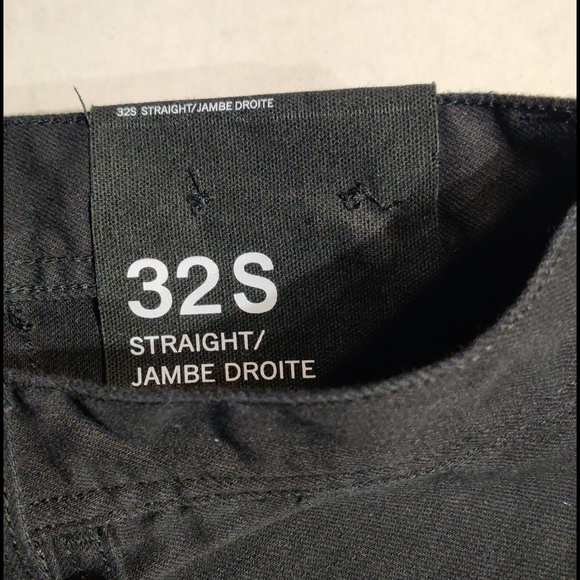 32S STRAIGHT/JAMBE DROITE
32S
STRAIGHT/
JAMBE DROITE